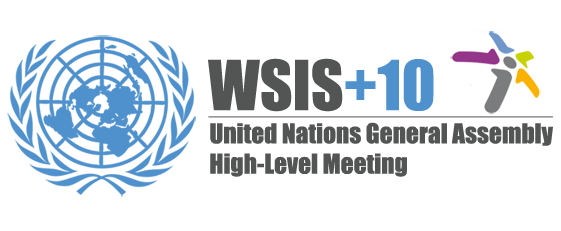 WSIS+10
United Nations General Assembly
High-Level Meeting